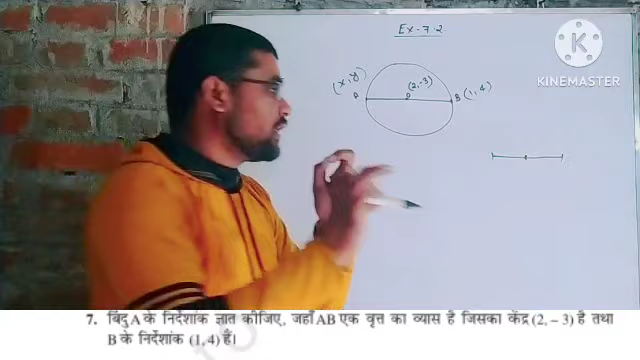 Ex-7.2
KINEMASTER
(x, y)
(2,-3)
A
O
B (1, 4)
7. बिंदु A के निर्देशांक ज्ञात कीजिए, जहाँ AB एक वृत्त का व्यास है जिसका केंद्र (2, – 3) है तथा
B के निर्देशांक (1, 4) हैं।